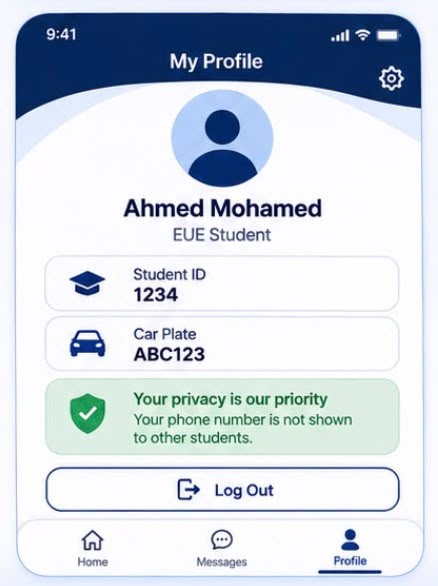 9:41
My Profile
Ahmed Mohamed
EUE Student
Student ID
1234
Car Plate
ABC123
Your privacy is our priority
Your phone number is not shown
to other students.
Log Out
Home
Messages
Profile